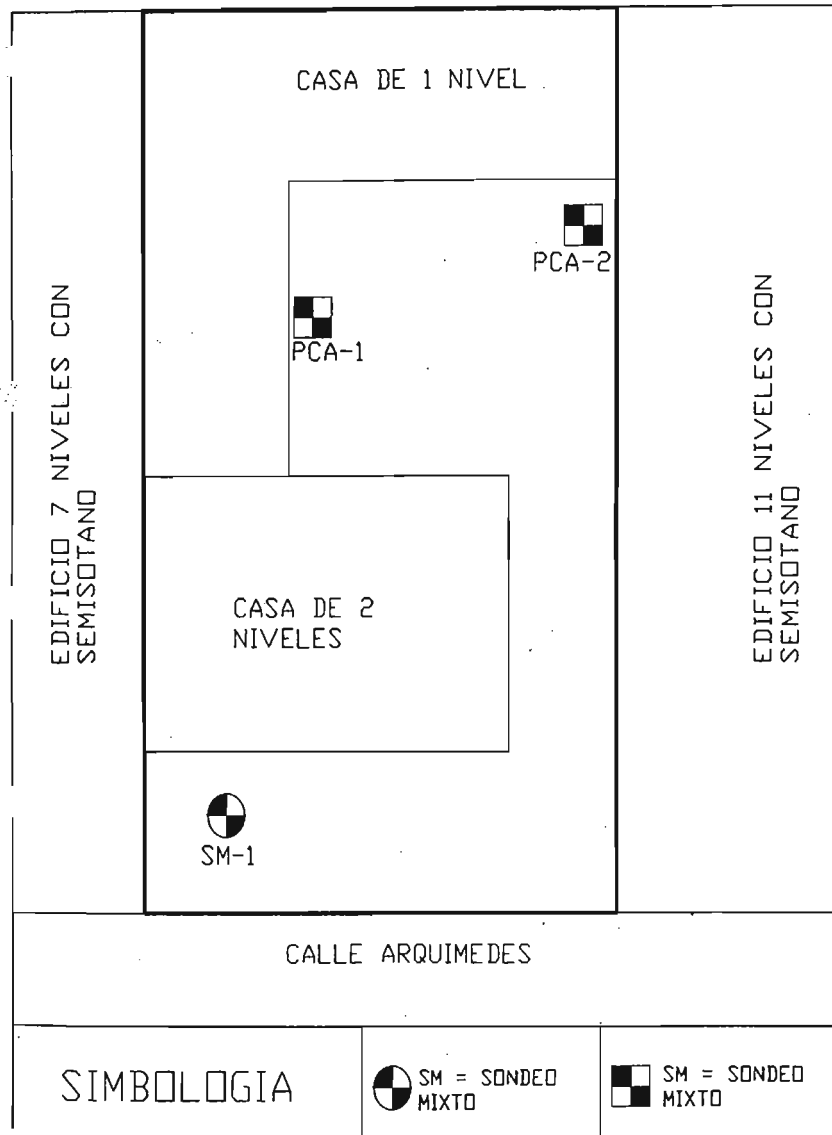 CASA DE 1 NIVEL
PCA-2
PCA-1
EDIFICIO 7 NIVELES CON
SEMISOTANO
EDIFICIO 11 NIVELES CON
SEMISOTANO
CASA DE 2
NIVELES
SM-1
CALLE ARQUIMEDES
SIMBOLOGIA
SM = SONDEO
MIXTO
SM = SONDEO
MIXTO